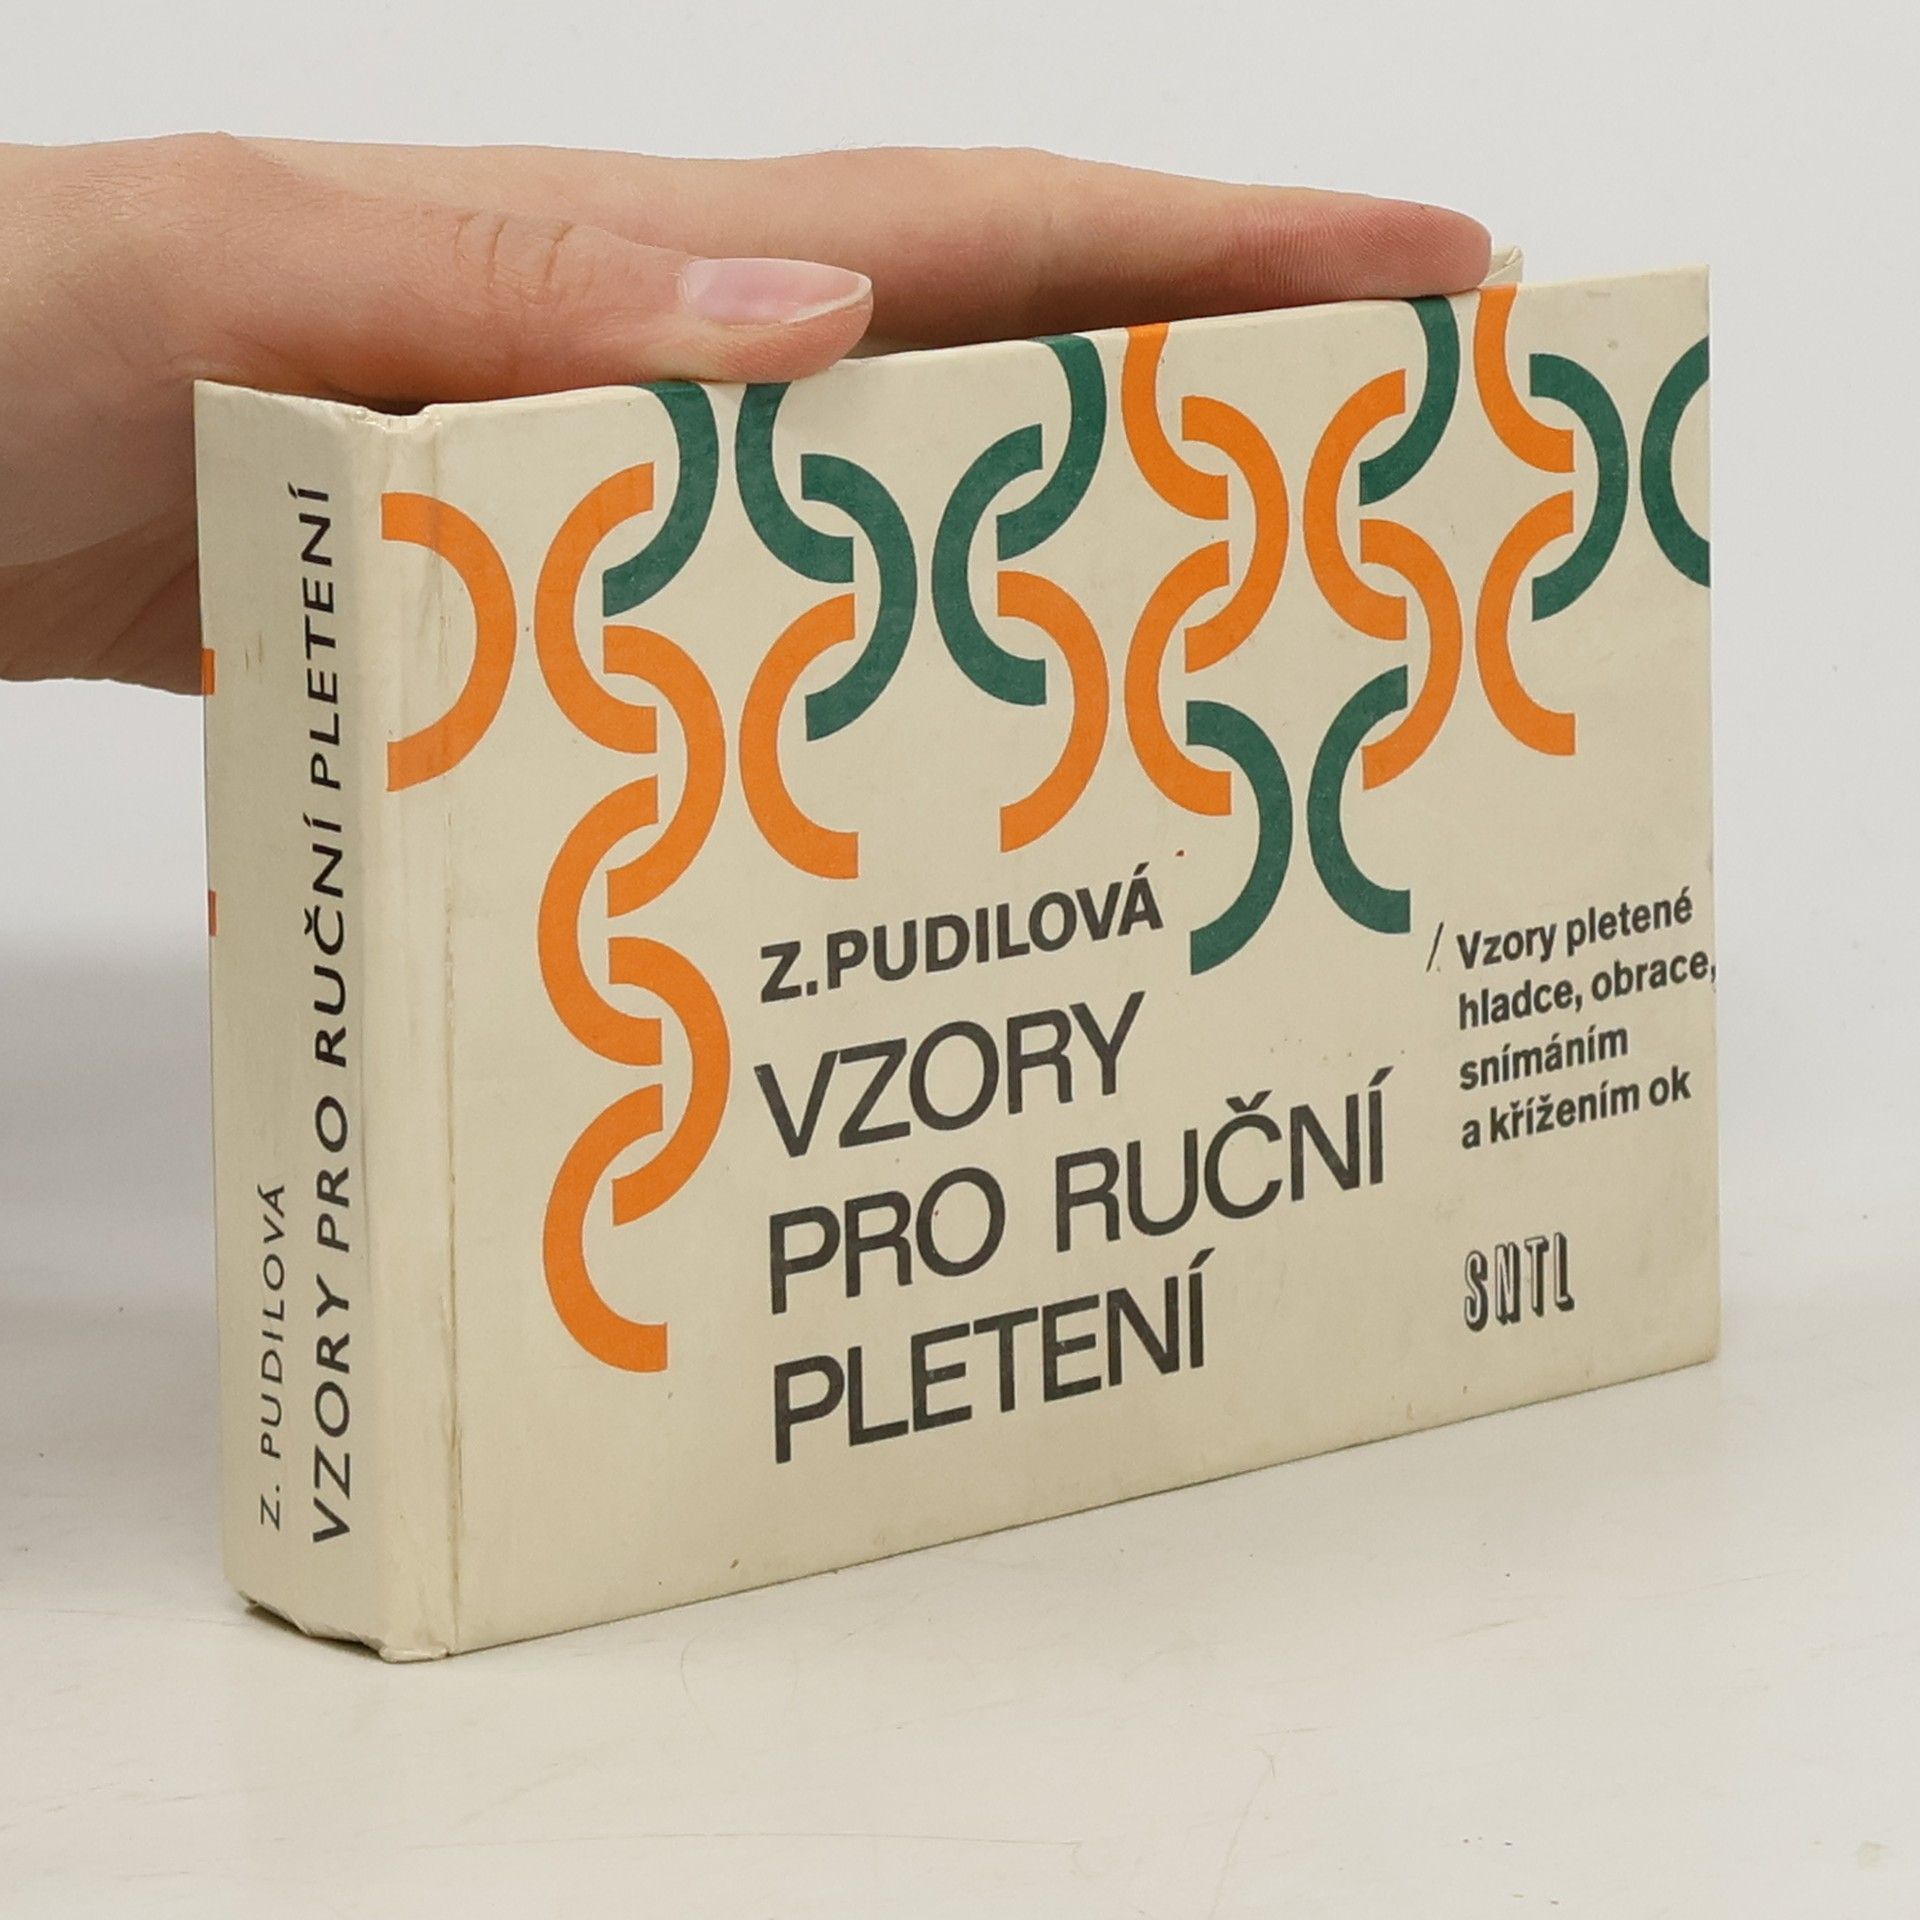 Z. PUDILOVÁ
VZORY PRO RUČNÍ PLETENÍ
Z. PUDILOVÁ
VZORY
PRO RUČNÍ
PLETENÍ
/ Vzory pletené
hladce, obrace,
snímáním
a křížením ok
SNTL